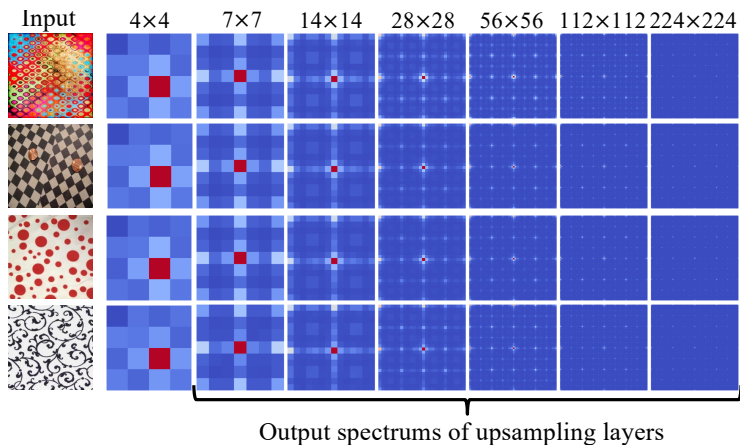 Input 4×4 7×7 14×14 28×28 56×56 112×112 224×224
Output spectrums of upsampling layers